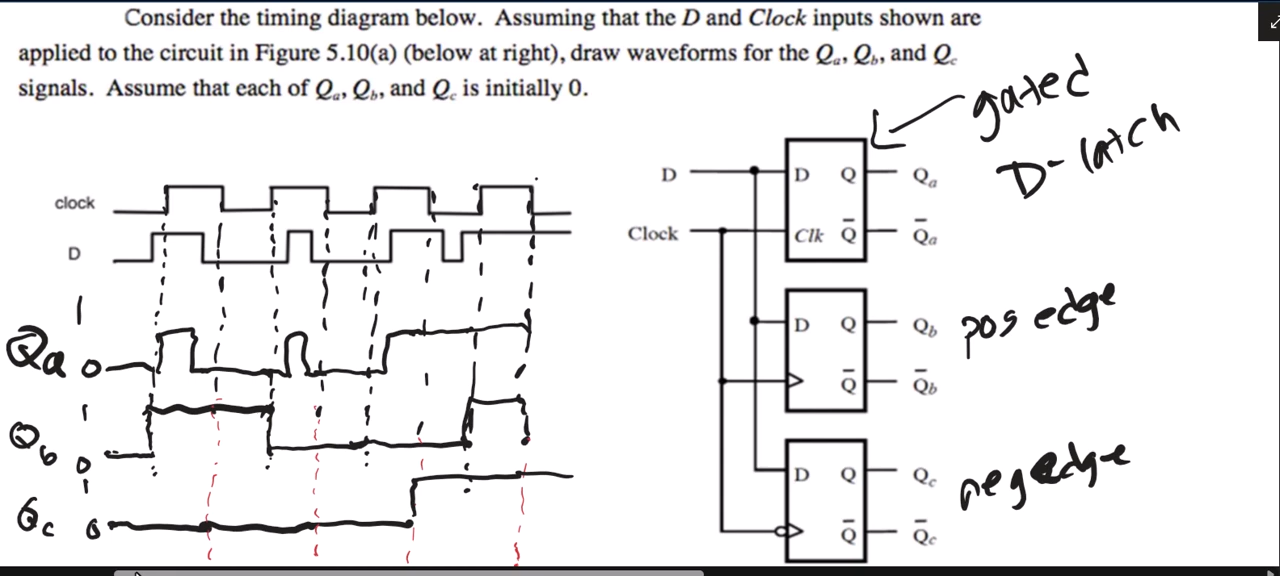 Consider the timing diagram below. Assuming that the D and Clock inputs shown are
applied to the circuit in Figure 5.10(a) (below at right), draw waveforms for the Qa, Qb, and Qc
signals. Assume that each of Qa, Qb, and Qc is initially 0.
gated
D-latch
clock
D
1
Qa 0
1
Qb 0
1
Qc 0
D
Clock
D Q Qa
Clk Q̅ Q̅a
D Q Qb
Q̅ Q̅b
pos edge
D Q Qc
Q̅ Q̅c
neg edge